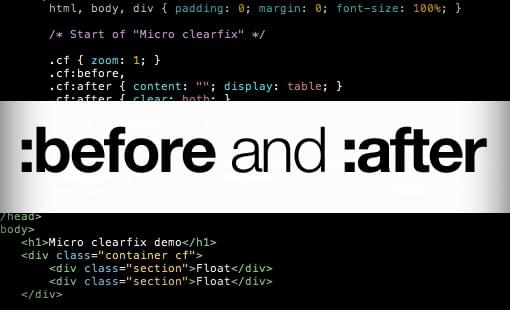 html, body, div { padding: 0; margin: 0; font-size: 100%; }
/* Start of "Micro clearfix" */
.cf { zoom: 1; }
.cf:before,
.cf:after { content: ""; display: table; }
.cf:after { clear: both; }
:before and :after
/head>
body>
<h1>Micro clearfix demo</h1>
<div class="container cf">
<div class="section">Float</div>
<div class="section">Float</div>
</div>